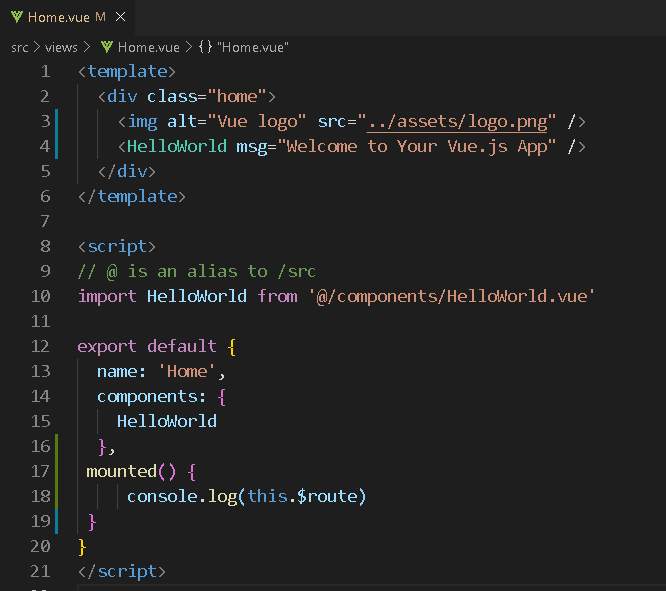 Home.vue M ×
src > views > Home.vue > {} "Home.vue"
1 <template>
2   <div class="home">
3     <img alt="Vue logo" src="../assets/logo.png" />
4     <HelloWorld msg="Welcome to Your Vue.js App" />
5   </div>
6 </template>
7
8 <script>
9 // @ is an alias to /src
10 import HelloWorld from '@/components/HelloWorld.vue'
11
12 export default {
13   name: 'Home',
14   components: {
15     HelloWorld
16   },
17  mounted() {
18      console.log(this.$route)
19  }
20 }
21 </script>